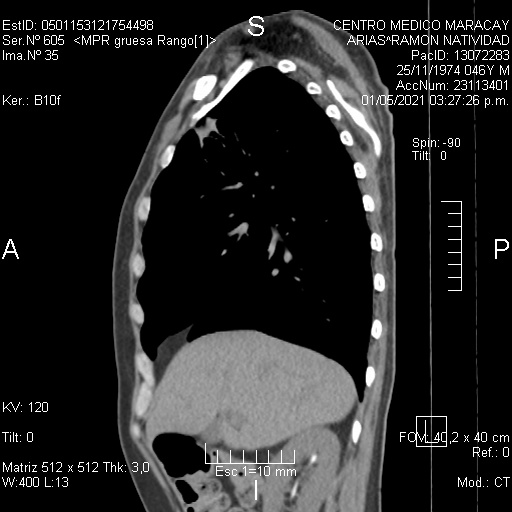 EstID: 0501153121754498
Ser.Nº 605 <MPR gruesa Rango[1]>
Ima.Nº 35
Ker.: B10f
S
CENTRO MEDICO MARACAY
ARIAS^RAMON NATIVIDAD
PacID: 13072283
25/11/1974 046Y M
AccNum: 23113401
01/05/2021 03:27:26 p.m.
Spin: -90
Tilt: 0
A
P
KV: 120
Tilt: 0
Matriz 512 x 512 Thk: 3,0
W:400 L:13
Esc 1=10 mm
I
FOM: 40,2 x 40 cm
Ref.: 0
Mod.: CT